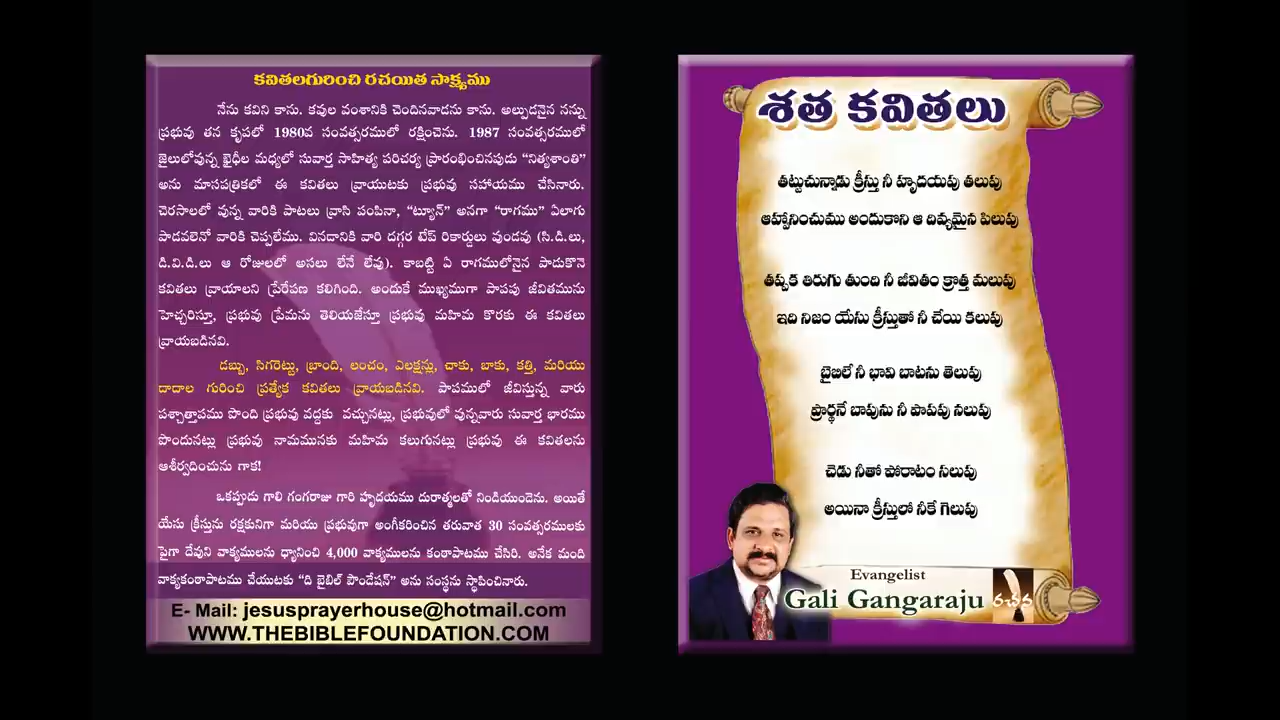 కవితలగురించి రచయిత సాక్ష్యము
నేను కవిని కాను. కవుల వంశానికి చెందినవాడను కాను. అల్పుడనైన నన్ను
ప్రభువు తన కృపలో 1980వ సంవత్సరములో రక్షించెను. 1987 సంవత్సరములో
జైలులోవున్న ఖైధీల మధ్యలో సువార్త సాహిత్య పరిచర్య ప్రారంభించినపుడు “నిత్యశాంతి”
అను మాసపత్రికలో ఈ కవితలు వ్రాయుటకు ప్రభువు సహాయము చేసినారు.
చెరసాలలో వున్న వారికి పాటలు వ్రాసి పంపినా, “ట్యూన్” అనగా “రాగము” ఏలాగు
పాడవలెనో వారికి చెప్పలేము. వినడానికి వారి దగ్గర టేప్ రికార్డులు వుండవు (సి.డి.లు,
డి.వి.డి.లు ఆ రోజులలో అసలు లేనే లేవు). కాబట్టి ఏ రాగములోనైన పాడుకొనె
కవితలు వ్రాయాలని ప్రేరేపణ కలిగింది. అందుకే ముఖ్యముగా పాపపు జీవితమును
హెచ్చరిస్తూ, ప్రభువు ప్రేమను తెలియజేస్తూ ప్రభువు మహిమ కొరకు ఈ కవితలు
వ్రాయబడినవి.
డబ్బు, సిగరెట్టు, బ్రాంది, లంచం, ఎలక్షన్లు, చాకు, బాకు, కత్తి, మరియు
దాదాల గురించి ప్రత్యేక కవితలు వ్రాయబడినవి. పాపములో జీవిస్తున్న వారు
పశ్చాత్తాపము పొంది ప్రభువు వద్దకు వచ్చునట్లు, ప్రభువులో వున్నవారు సువార్త భారము
పొందునట్లు ప్రభువు నామమునకు మహిమ కలుగునట్లు ప్రభువు ఈ కవితలను
ఆశీర్వదించును గాక!
ఒకప్పుడు గాలి గంగరాజు గారి హృదయము దురాత్మలతో నిండియుండెను. అయితే
యేసు క్రీస్తును రక్షకునిగా మరియు ప్రభువుగా అంగీకరించిన తరువాత 30 సంవత్సరములకు
పైగా దేవుని వాక్యములను ధ్యానించి 4,000 వాక్యములను కంఠాపాటము చేసిరి. అనేక మంది
వాక్యకంఠాపాటము చేయుటకు “ది బైబిల్ పౌండేషన్” అను సంస్థను స్థాపించినారు.
E- Mail: jesusprayerhouse@hotmail.com
WWW.THEBIBLEFOUNDATION.COM
శత కవితలు
తట్టుచున్నాడు క్రీస్తు నీ హృదయపు తలుపు
ఆహ్వానించుము అందుకొని ఆ దివ్యమైన పిలుపు
తప్పక తిరుగు తుంది నీ జీవితం క్రొత్త మలుపు
ఇది నిజం యేసు క్రీస్తుతో నీ చేయి కలుపు
బైబిలే నీ భావి బాటను తెలుపు
ప్రార్థనే బాపును నీ పాపపు నలుపు
చెడు నీతో పోరాటం సలుపు
అయినా క్రీస్తులో నీకే గెలుపు
Evangelist
Gali Gangaraju రచన